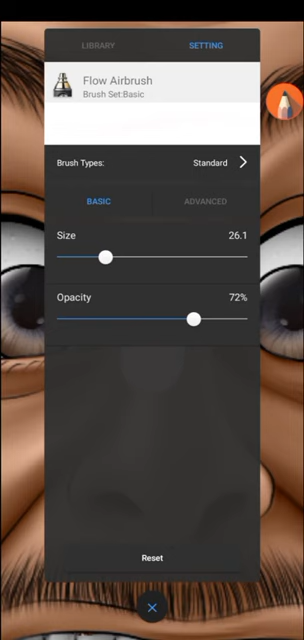 LIBRARY SETTING
Flow Airbrush
Brush Set:Basic
Brush Types: Standard
BASIC ADVANCED
Size 26.1
Opacity 72%
Reset